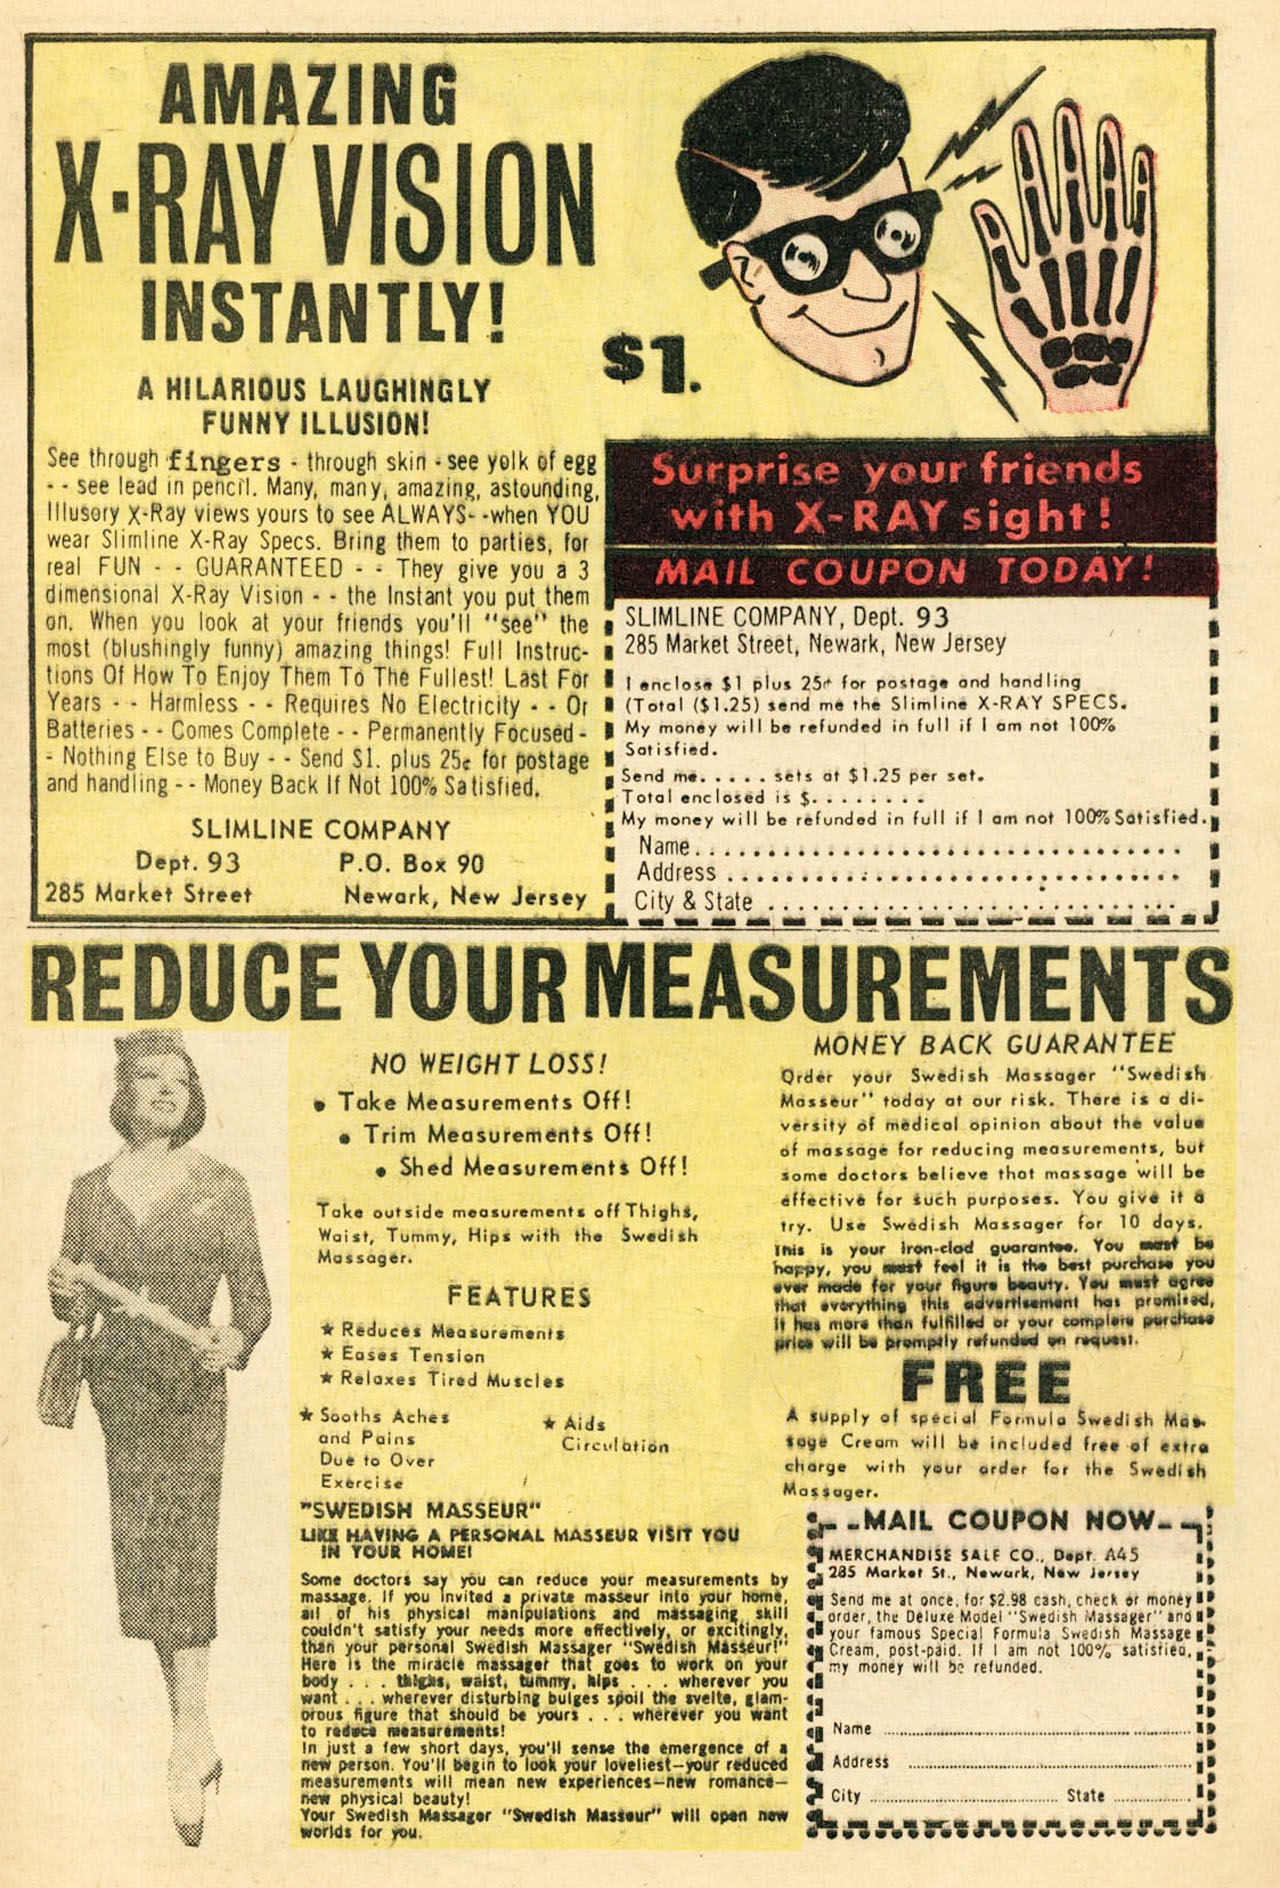 AMAZING
X-RAY VISION
INSTANTLY!
A HILARIOUS LAUGHINGLY
FUNNY ILLUSION!
See through fingers - through skin - see yolk of egg
- - see lead in pencil. Many, many, amazing, astounding,
Illusory X-Ray views yours to see ALWAYS- -when YOU
wear Slimline X-Ray Specs. Bring them to parties, for
real FUN - - GUARANTEED - - They give you a 3
dimensional X-Ray Vision - - the Instant you put them
on. When you look at your friends you'll "see" the
most (blushingly funny) amazing things! Full Instruc-
tions Of How To Enjoy Them To The Fullest! Last For
Years - - Harmless - - Requires No Electricity - - Or
Batteries - - Comes Complete - - Permanently Focused -
- Nothing Else to Buy - - Send $1. plus 25¢ for postage
and handling - - Money Back If Not 100% Satisfied.
SLIMLINE COMPANY
Dept. 93 P.O. Box 90
285 Market Street Newark, New Jersey
$1.
Surprise your friends
with X-RAY sight!
MAIL COUPON TODAY!
SLIMLINE COMPANY, Dept. 93
285 Market Street, Newark, New Jersey
I enclose $1 plus 25¢ for postage and handling
(Total ($1.25) send me the Slimline X-RAY SPECS.
My money will be refunded in full if I am not 100%
Satisfied.
Send me. . . . . sets at $1.25 per set.
Total enclosed is $. . . . . . . .
My money will be refunded in full if I am not 100% Satisfied.
Name. . . . . . . . . . . . . . . . . . . . . . . . . . . . . .
Address . . . . . . . . . . . . . . . . . . . . . . . . . . . .
City & State . . . . . . . . . . . . . . . . . . . . . . . . .
REDUCE YOUR MEASUREMENTS
NO WEIGHT LOSS!
• Take Measurements Off!
• Trim Measurements Off!
• Shed Measurements Off!
Take outside measurements off Thighs,
Waist, Tummy, Hips with the Swedish
Massager.
FEATURES
★ Reduces Measurements
★ Eases Tension
★ Relaxes Tired Muscles
★ Sooths Aches
and Pains
Due to Over
Exercise
★ Aids
Circulation
"SWEDISH MASSEUR"
LIKE HAVING A PERSONAL MASSEUR VISIT YOU
IN YOUR HOME!
Some doctors say you can reduce your measurements by
massage. If you invited a private masseur into your home,
all of his physical manipulations and massaging skill
couldn't satisfy your needs more effectively, or excitingly,
than your personal Swedish Massager "Swedish Masseur!"
Here is the miracle massager that goes to work on your
body . . . thighs, waist, tummy, hips . . . wherever you
want . . . wherever disturbing bulges spoil the svelte, glam-
orous figure that should be yours . . . wherever you want
to reduce measurements!
In just a few short days, you'll sense the emergence of a
new person. You'll begin to look your loveliest—your reduced
measurements will mean new experiences—new romance—
new physical beauty!
Your Swedish Massager "Swedish Masseur" will open new
worlds for you.
MONEY BACK GUARANTEE
Order your Swedish Massager "Swedish
Masseur" today at our risk. There is a di-
versity of medical opinion about the value
of massage for reducing measurements, but
some doctors believe that massage will be
effective for such purposes. You give it a
try. Use Swedish Massager for 10 days.
This is your iron-clad guarantee. You must be
happy, you must feel it is the best purchase you
ever made for your figure beauty. You must agree
that everything this advertisement has promised,
it has more than fulfilled or your complete purchase
price will be promptly refunded on request.
FREE
A supply of special Formula Swedish Mas-
sage Cream will be included free of extra
charge with your order for the Swedish
Massager.
MAIL COUPON NOW
MERCHANDISE SALE CO., Dept. A45
285 Market St., Newark, New Jersey
Send me at once, for $2.98 cash, check or money
order, the Deluxe Model "Swedish Massager" and
your famous Special Formula Swedish Massage
Cream, post-paid. If I am not 100% satisfied,
my money will be refunded.
Name ........................................
Address ........................................
City ........................ State ................